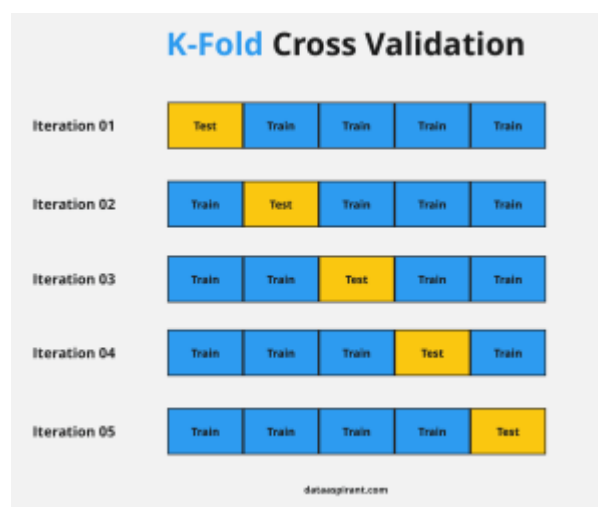 K-Fold Cross Validation
Iteration 01 Test Train Train Train Train
Iteration 02 Train Test Train Train Train
Iteration 03 Train Train Test Train Train
Iteration 04 Train Train Train Test Train
Iteration 05 Train Train Train Train Test
dataaspirant.com